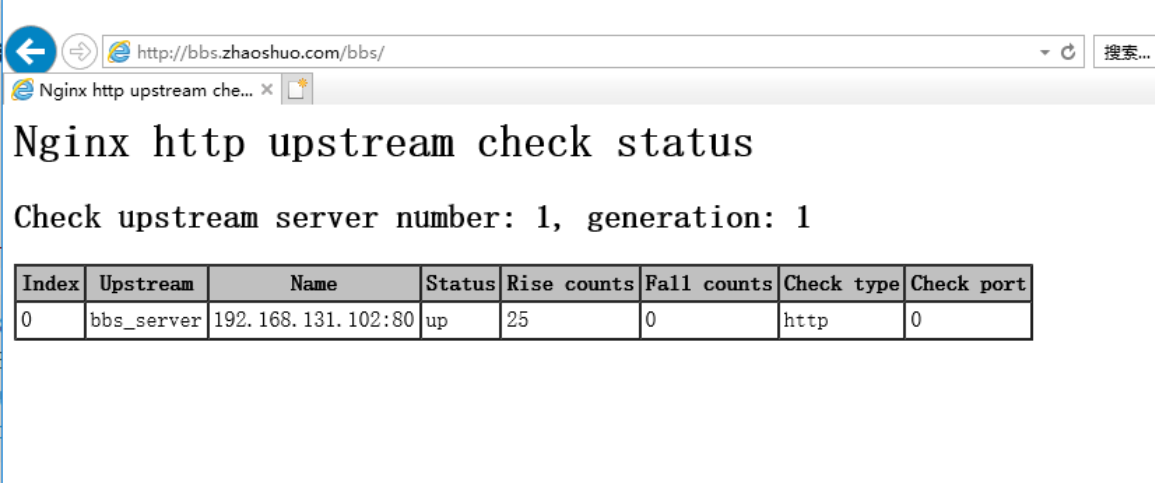 http://bbs.zhaoshuo.com/bbs/
搜索...
Nginx http upstream che...
Nginx http upstream check status
Check upstream server number: 1, generation: 1
Index Upstream Name Status Rise counts Fall counts Check type Check port
0 bbs_server 192.168.131.102:80 up 25 0 http 0